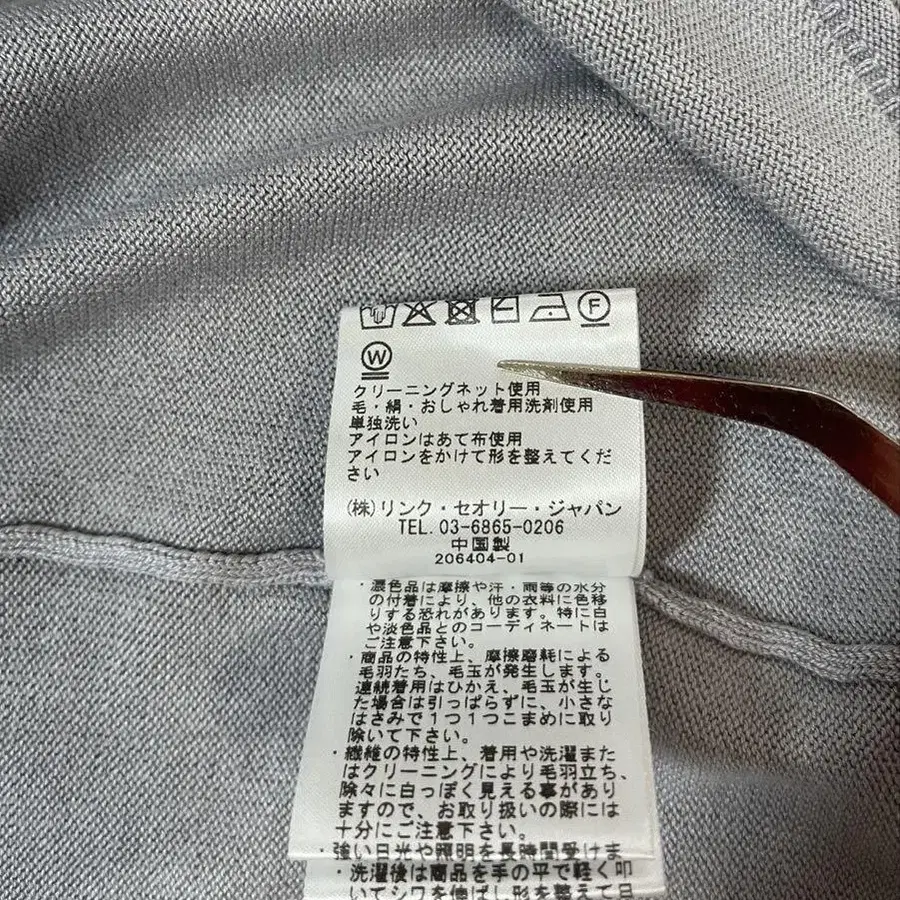 F
W
クリーニングネット使用
毛・絹・おしゃれ着用洗剤使用
単独洗い
アイロンはあて布使用
アイロンをかけて形を整えてくだ
さい
(株)リンク・セオリー・ジャパン
TEL. 03-6865-0206
中国製
206404-01
・濃色品は摩擦や汗・雨等の水分
の付着により、他の衣料に色移
りする恐れがあります。特に白
や淡色品とのコーディネートは
ご注意下さい。
・商品の特性上、摩擦磨耗による
毛羽たち、毛玉が発生します。
連続着用はひかえ、毛玉が生じ
た場合は引っぱらずに、小さな
はさみで1つ1つこまめに取り
除いて下さい。
・繊維の特性上、着用や洗濯また
はクリーニングにより毛羽立ち、
除々に白っぽく見える事があり
ますので、お取り扱いの際には
十分にご注意下さい。
・強い日光や照明を長時間受けま
・洗濯後は商品を手の平で軽く叩
いてシワを伸ばし形を整えて日